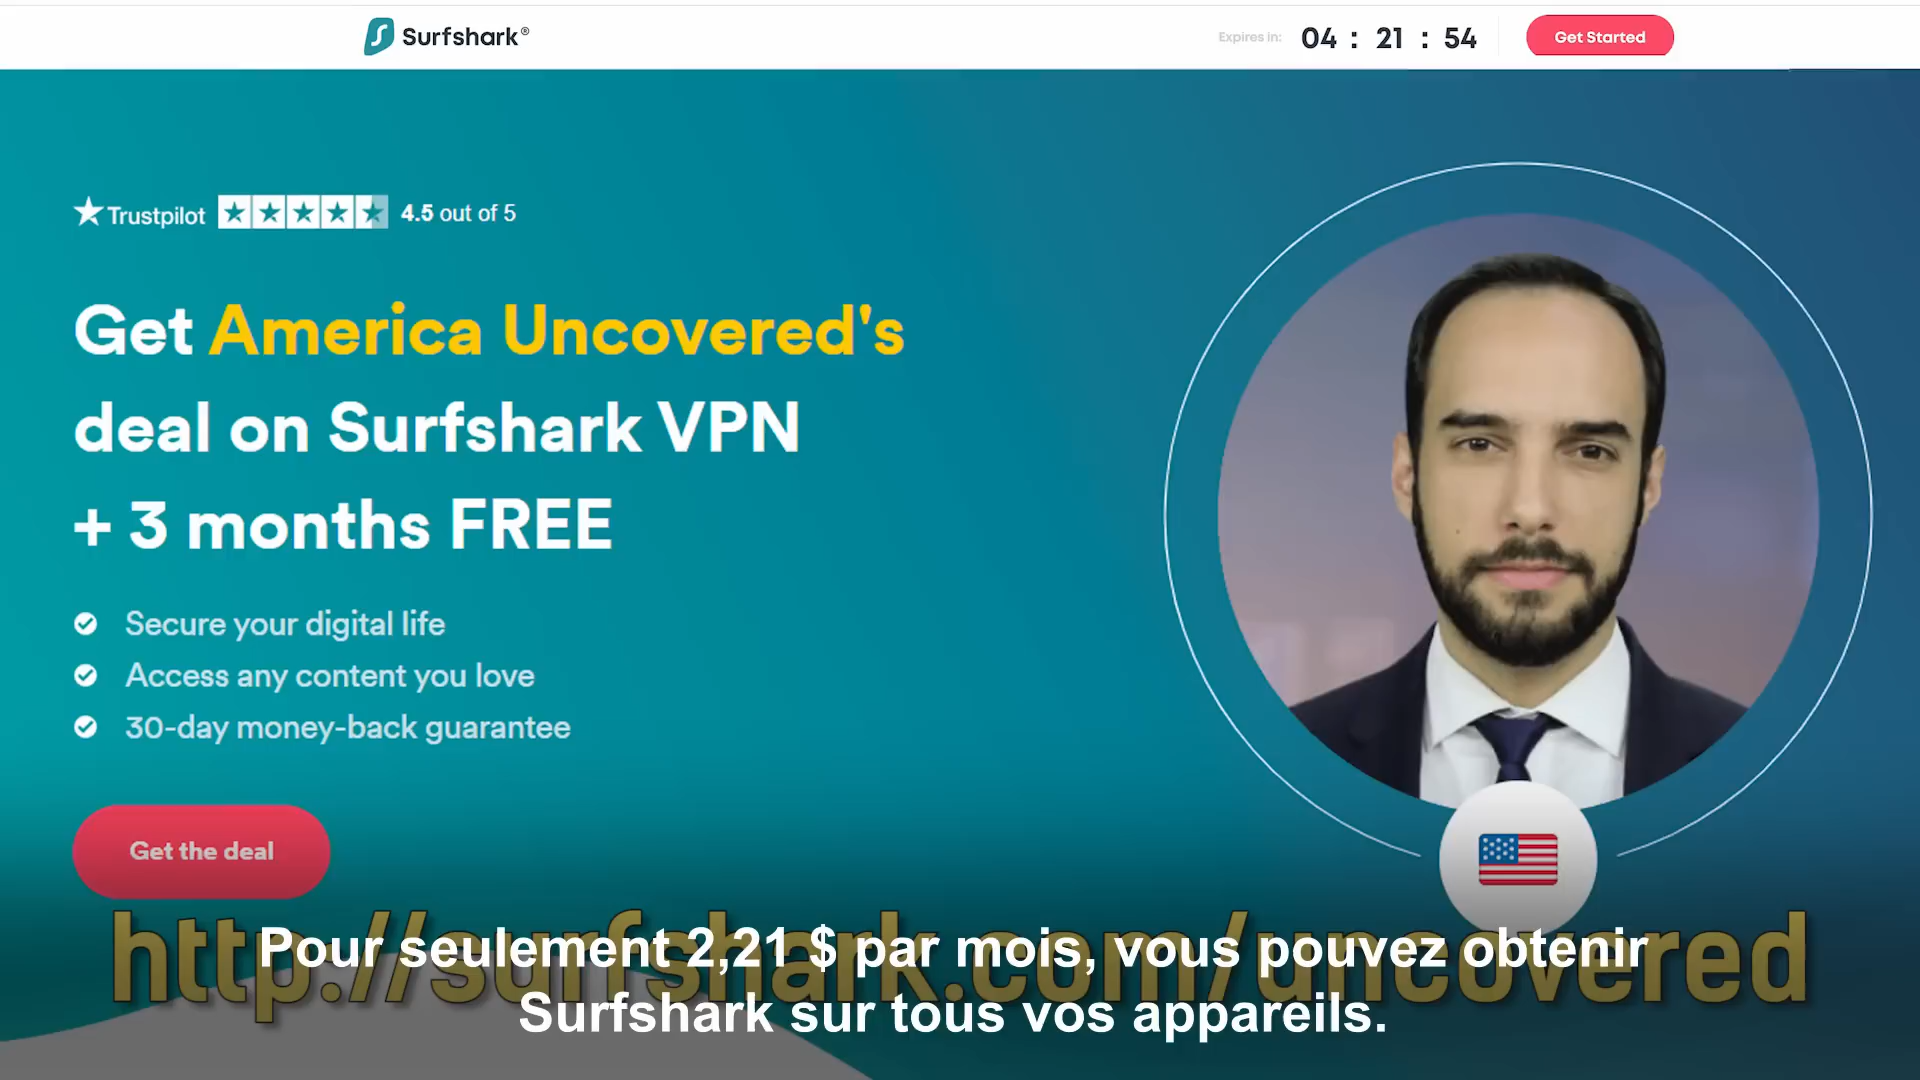 Surfshark®
Expires in: 04 : 21 : 54
Get Started
Trustpilot 4.5 out of 5
Get America Uncovered's
deal on Surfshark VPN
+ 3 months FREE
Secure your digital life
Access any content you love
30-day money-back guarantee
Get the deal
http://surfshark.com/uncovered
Pour seulement 2,21 $ par mois, vous pouvez obtenir
Surfshark sur tous vos appareils.